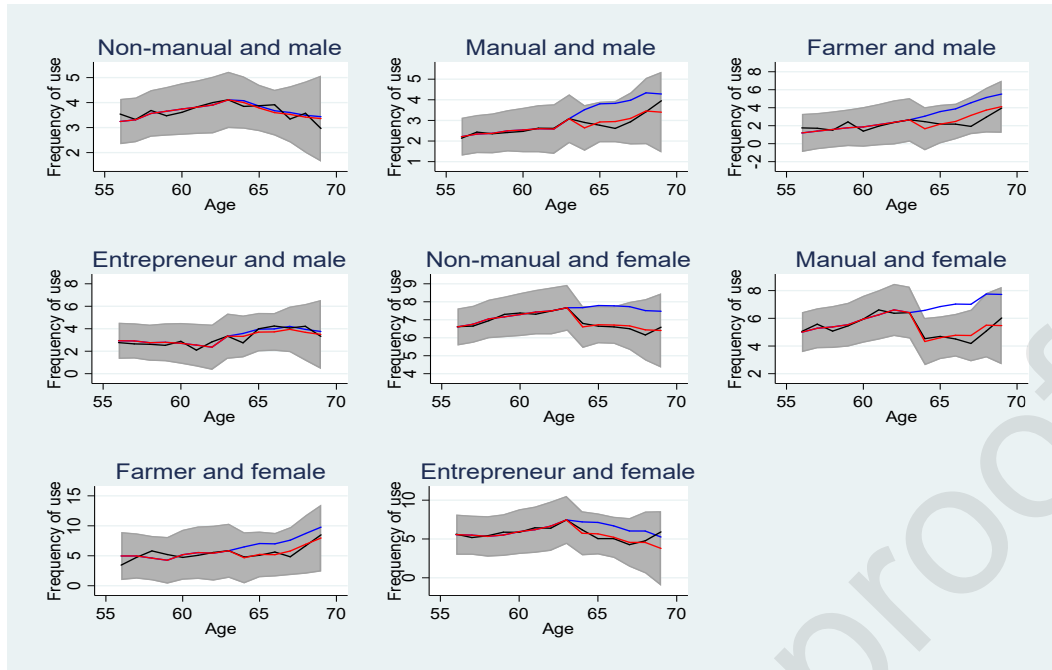 Non-manual and male
Frequency of use
5
4
3
2
55 60 65 70
Age
Manual and male
Frequency of use
5
4
3
2
1
55 60 65 70
Age
Farmer and male
Frequency of use
8
6
4
2
0
-2
55 60 65 70
Age
Entrepreneur and male
Frequency of use
8
6
4
2
0
55 60 65 70
Age
Non-manual and female
Frequency of use
9
8
7
6
5
4
55 60 65 70
Age
Manual and female
Frequency of use
8
6
4
2
55 60 65 70
Age
Farmer and female
Frequency of use
15
10
5
0
55 60 65 70
Age
Entrepreneur and female
Frequency of use
10
5
0
55 60 65 70
Age
proof